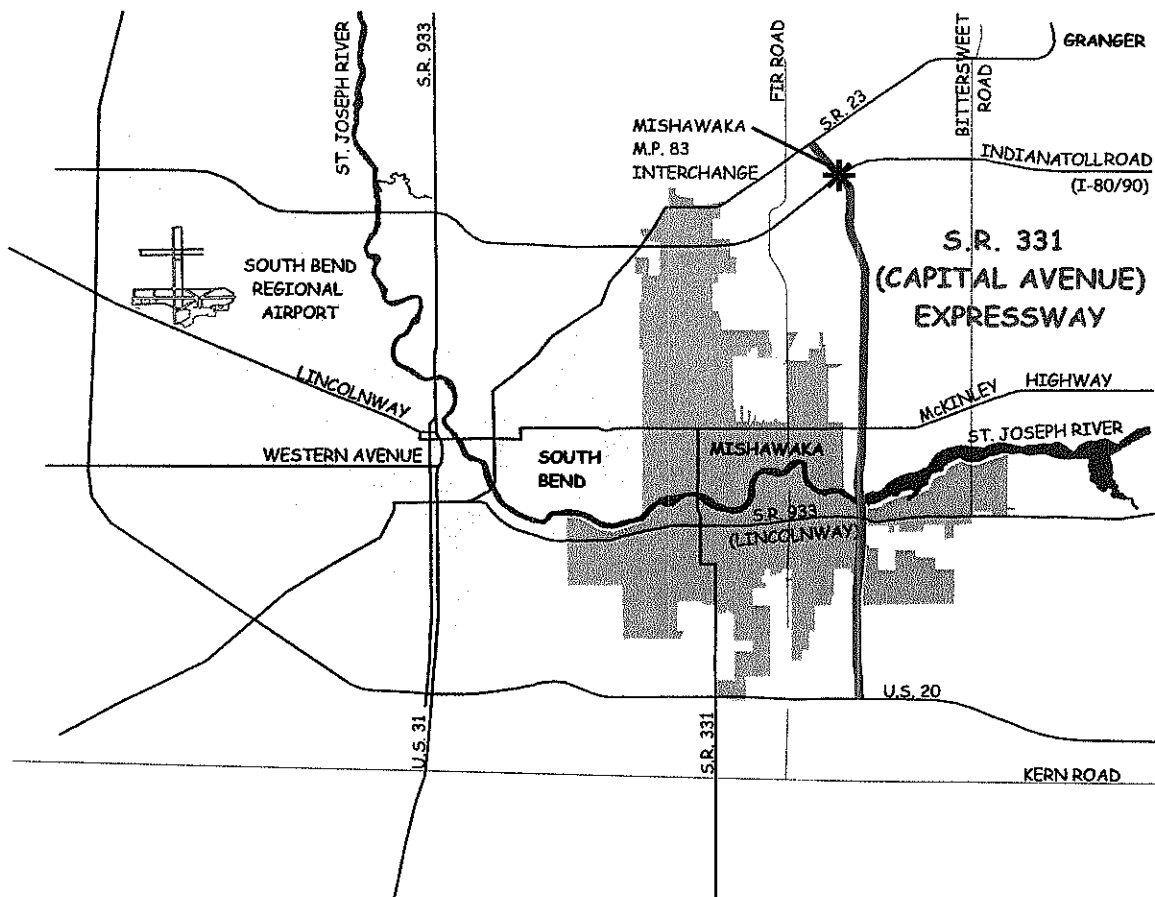 ST. JOSEPH RIVER
S.R. 933
FIR ROAD
BITTERSWEET
ROAD
GRANGER
S.R. 23
MISHAWAKA
M.P. 83
INTERCHANGE
INDIANA TOLL ROAD
(I-80/90)
SOUTH BEND
REGIONAL
AIRPORT
S.R. 331
(CAPITAL AVENUE)
EXPRESSWAY
LINCOLNWAY
McKINLEY HIGHWAY
WESTERN AVENUE
SOUTH
BEND
MISHAWAKA
ST. JOSEPH RIVER
S.R. 933
(LINCOLNWAY)
U.S. 20
U.S. 31
S.R. 331
KERN ROAD